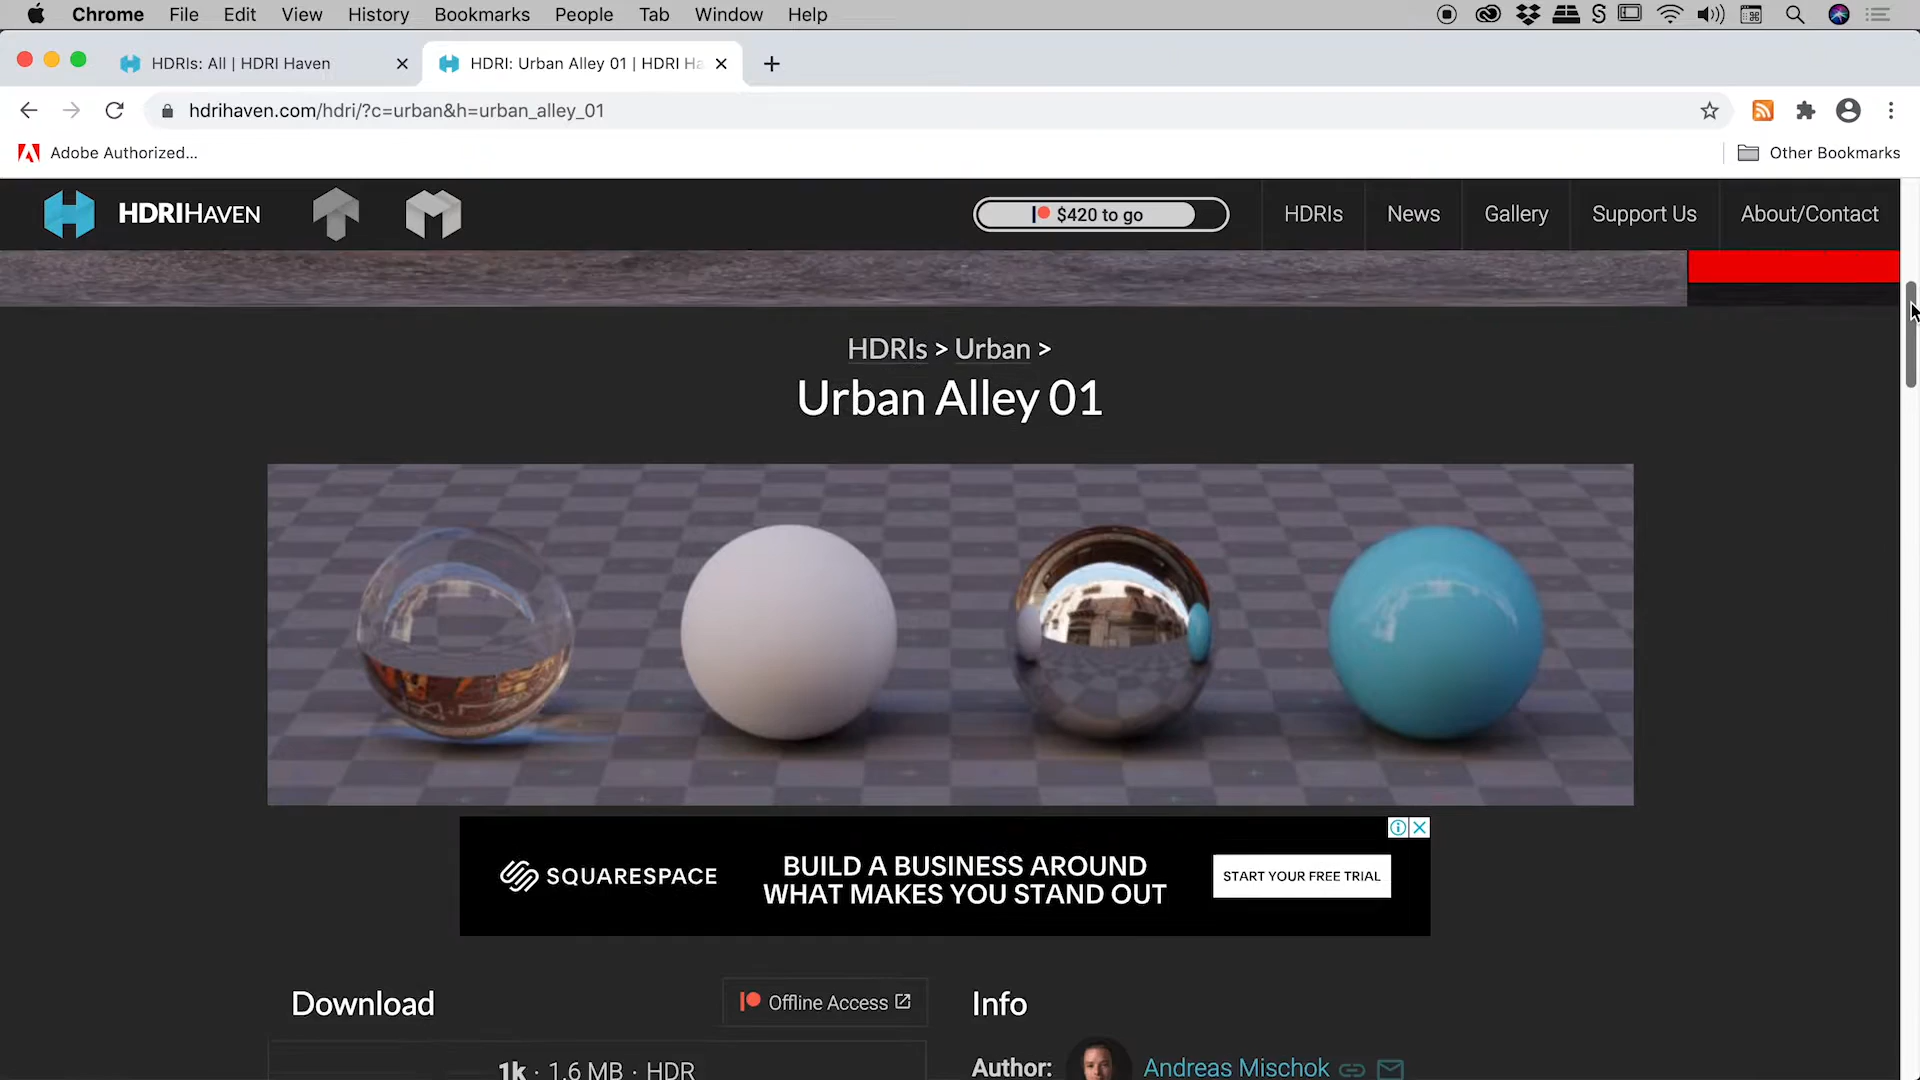 Chrome File Edit View History Bookmarks People Tab Window Help
HDRIs: All | HDRI Haven
HDRI: Urban Alley 01 | HDRI Ha
hdrihaven.com/hdri/?c=urban&h=urban_alley_01
Adobe Authorized...
Other Bookmarks
HDRIHAVEN
$420 to go
HDRIs News Gallery Support Us About/Contact
HDRIs > Urban >
Urban Alley 01
SQUARESPACE
BUILD A BUSINESS AROUND
WHAT MAKES YOU STAND OUT
START YOUR FREE TRIAL
Download
Offline Access
1k · 1.6 MB · HDR
Info
Author: Andreas Mischok